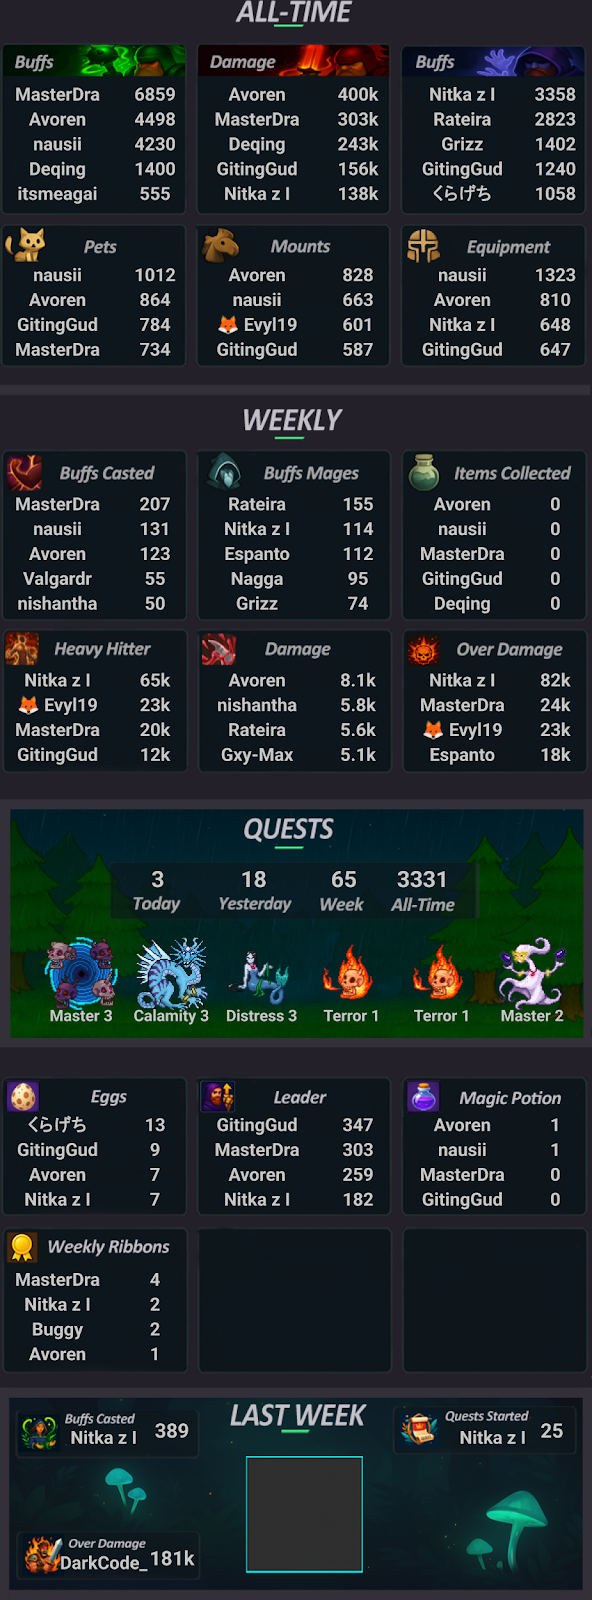 ALL-TIME
Buffs
MasterDra 6859
Avoren 4498
nausii 4230
Deqing 1400
itsmeagai 555
Damage
Avoren 400k
MasterDra 303k
Deqing 243k
GitingGud 156k
Nitka z I 138k
Buffs
Nitka z I 3358
Rateira 2823
Grizz 1402
GitingGud 1240
くらげち 1058
Pets
nausii 1012
Avoren 864
GitingGud 784
MasterDra 734
Mounts
Avoren 828
nausii 663
🦊 Evyl19 601
GitingGud 587
Equipment
nausii 1323
Avoren 810
Nitka z I 648
GitingGud 647
WEEKLY
Buffs Casted
MasterDra 207
nausii 131
Avoren 123
Valgardr 55
nishantha 50
Buffs Mages
Rateira 155
Nitka z I 114
Espanto 112
Nagga 95
Grizz 74
Items Collected
Avoren 0
nausii 0
MasterDra 0
GitingGud 0
Deqing 0
Heavy Hitter
Nitka z I 65k
🦊 Evyl19 23k
MasterDra 20k
GitingGud 12k
Damage
Avoren 8.1k
nishantha 5.8k
Rateira 5.6k
Gxy-Max 5.1k
Over Damage
Nitka z I 82k
MasterDra 24k
🦊 Evyl19 23k
Espanto 18k
QUESTS
3 18 65 3331
Today Yesterday Week All-Time
Master 3 Calamity 3 Distress 3 Terror 1 Terror 1 Master 2
Eggs
くらげち 13
GitingGud 9
Avoren 7
Nitka z I 7
Leader
GitingGud 347
MasterDra 303
Avoren 259
Nitka z I 182
Magic Potion
Avoren 1
nausii 1
MasterDra 0
GitingGud 0
Weekly Ribbons
MasterDra 4
Nitka z I 2
Buggy 2
Avoren 1
LAST WEEK
Buffs Casted
Nitka z I 389
Quests Started
Nitka z I 25
Over Damage
DarkCode_ 181k